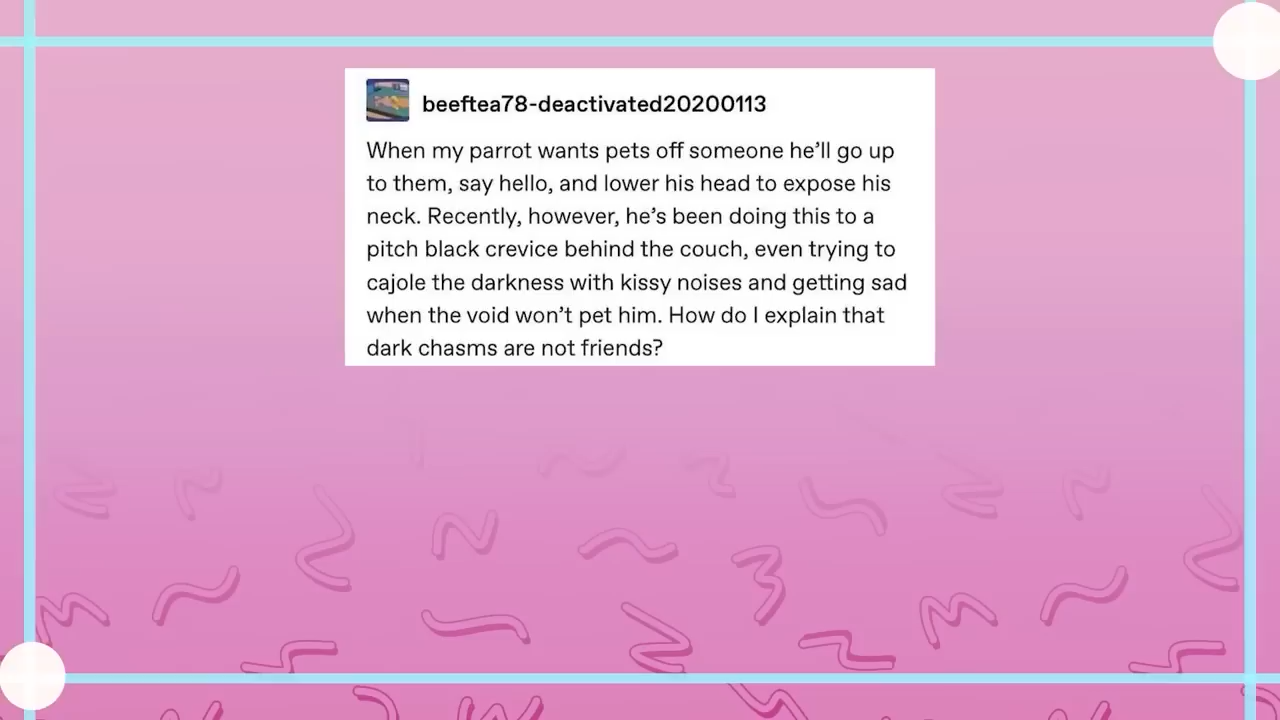 beeftea78-deactivated20200113
When my parrot wants pets off someone he’ll go up
to them, say hello, and lower his head to expose his
neck. Recently, however, he’s been doing this to a
pitch black crevice behind the couch, even trying to
cajole the darkness with kissy noises and getting sad
when the void won’t pet him. How do I explain that
dark chasms are not friends?